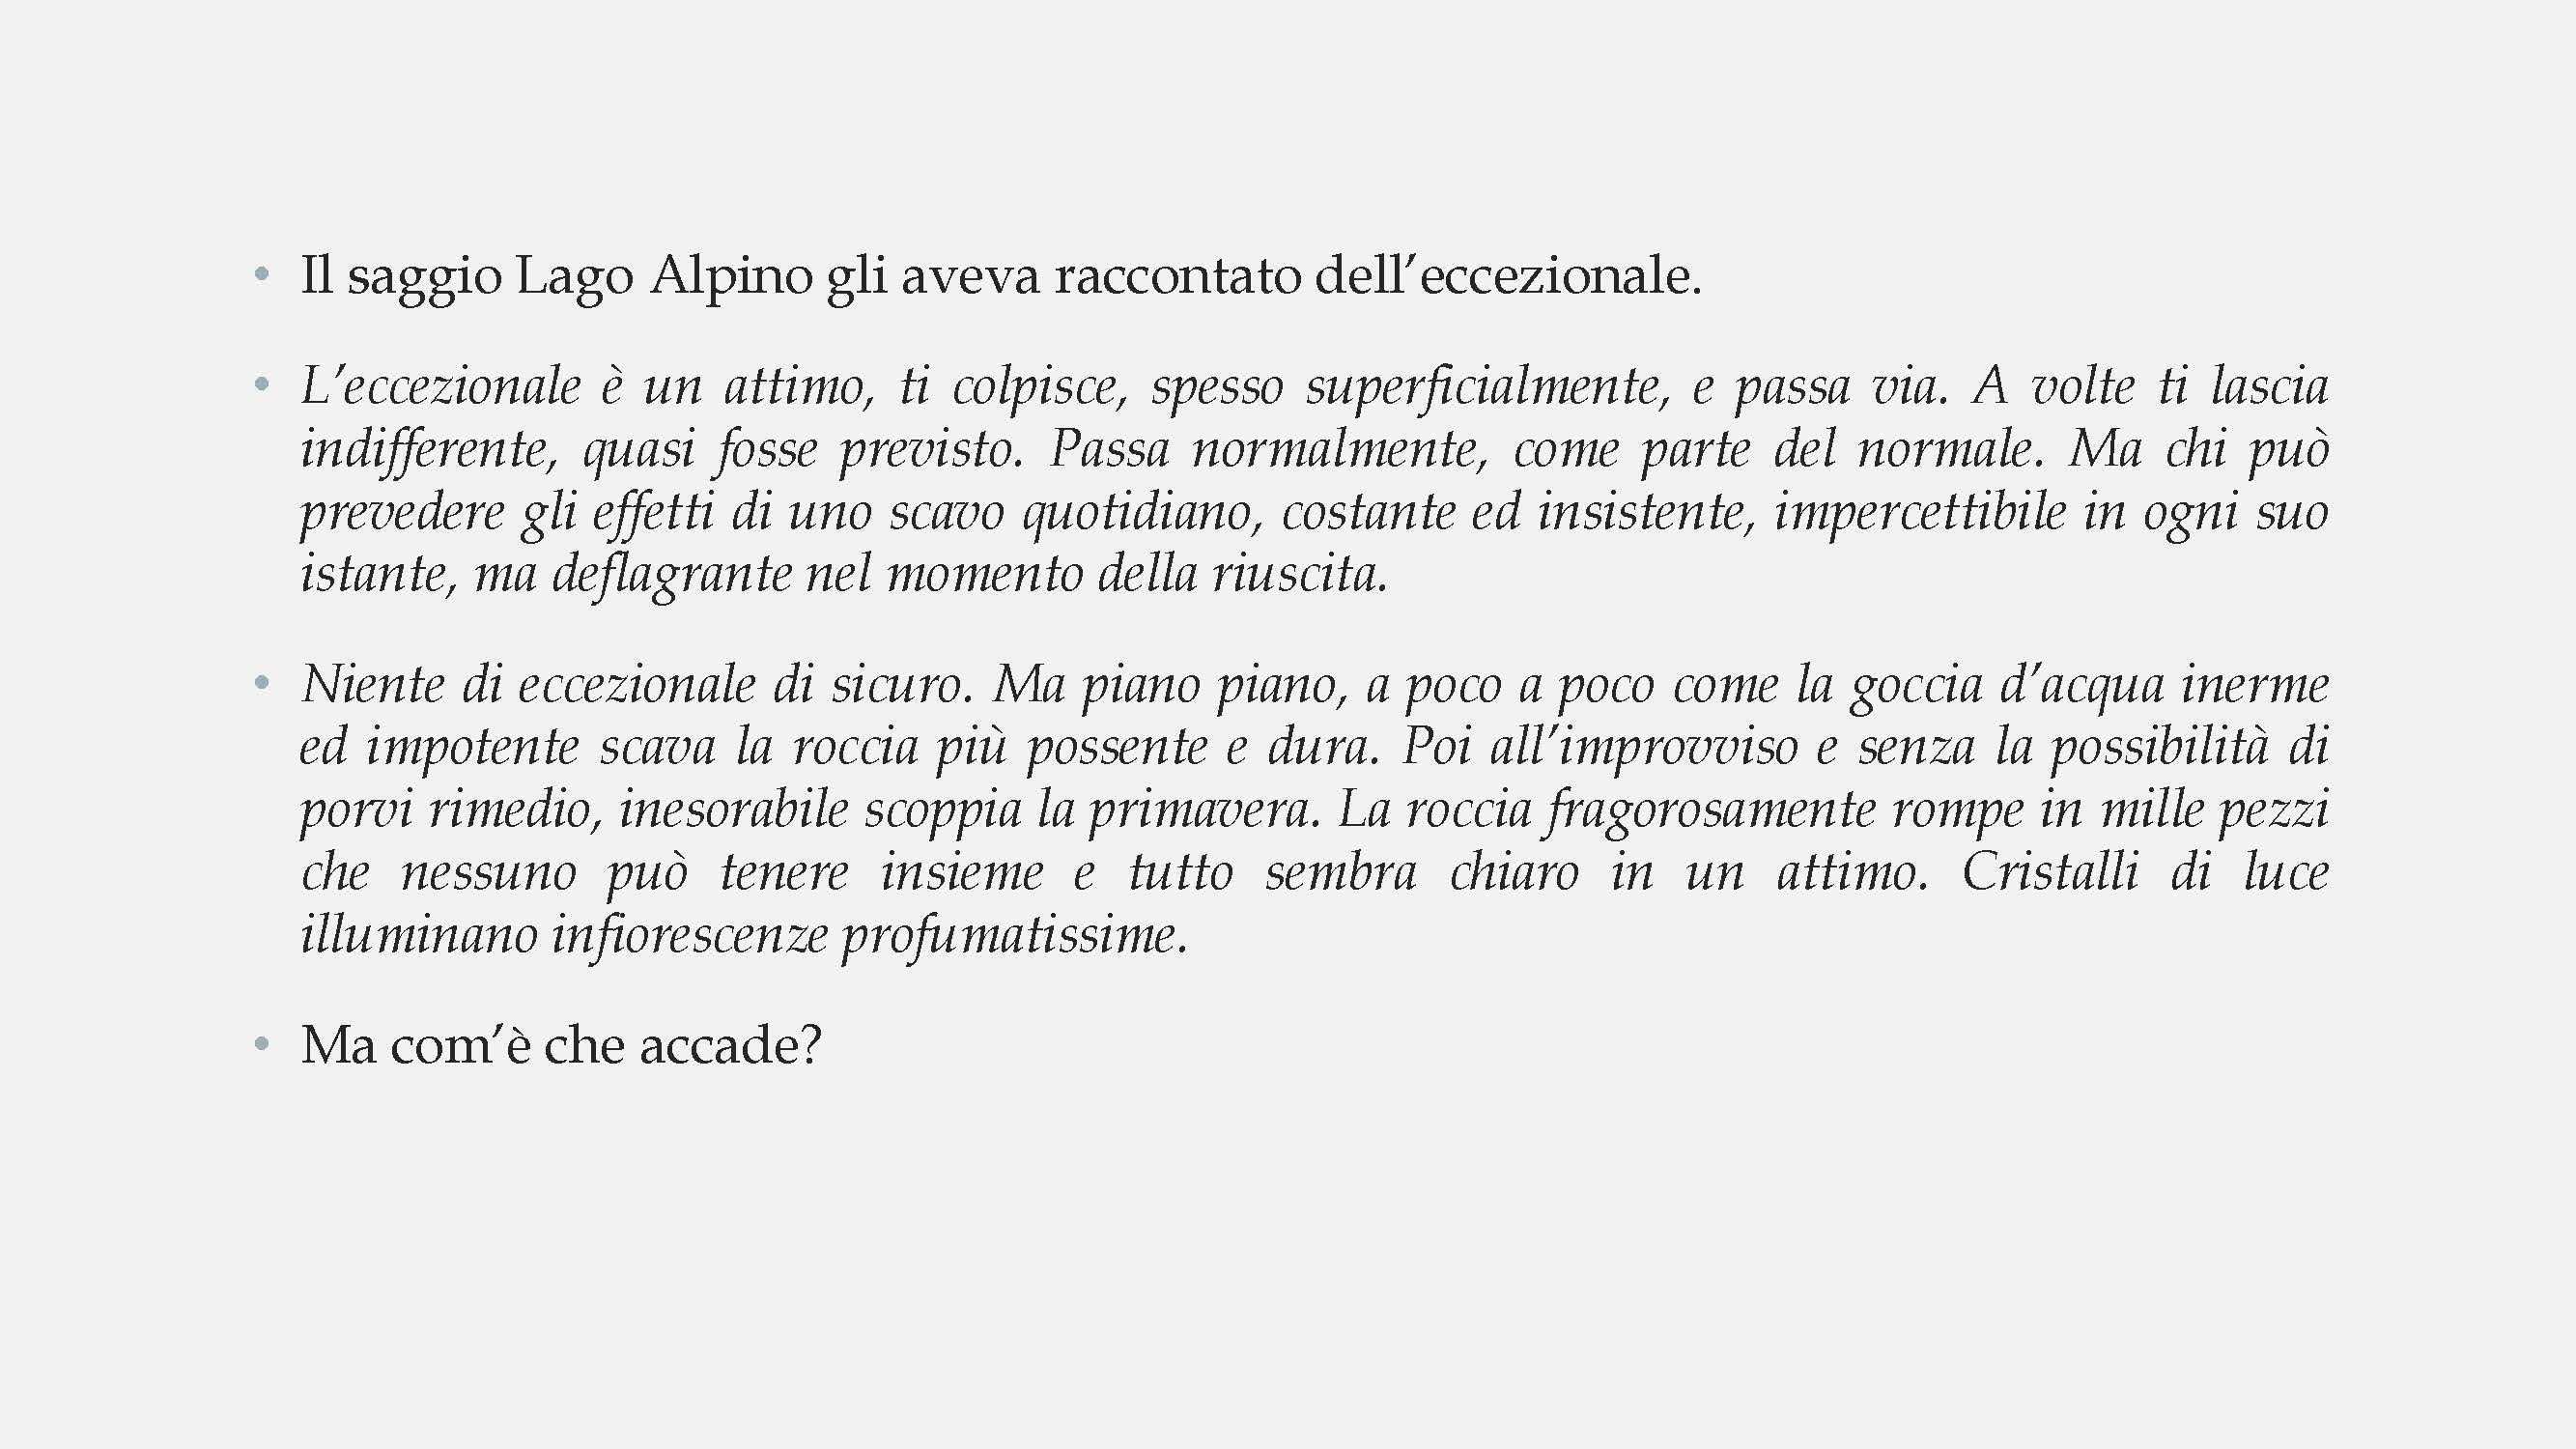 • Il saggio Lago Alpino gli aveva raccontato dell’eccezionale.
• L’eccezionale è un attimo, ti colpisce, spesso superficialmente, e passa via. A volte ti lascia
indifferente, quasi fosse previsto. Passa normalmente, come parte del normale. Ma chi può
prevedere gli effetti di uno scavo quotidiano, costante ed insistente, impercettibile in ogni suo
istante, ma deflagrante nel momento della riuscita.
• Niente di eccezionale di sicuro. Ma piano piano, a poco a poco come la goccia d’acqua inerme
ed impotente scava la roccia più possente e dura. Poi all’improvviso e senza la possibilità di
porvi rimedio, inesorabile scoppia la primavera. La roccia fragorosamente rompe in mille pezzi
che nessuno può tenere insieme e tutto sembra chiaro in un attimo. Cristalli di luce
illuminano infiorescenze profumatissime.
• Ma com’è che accade?